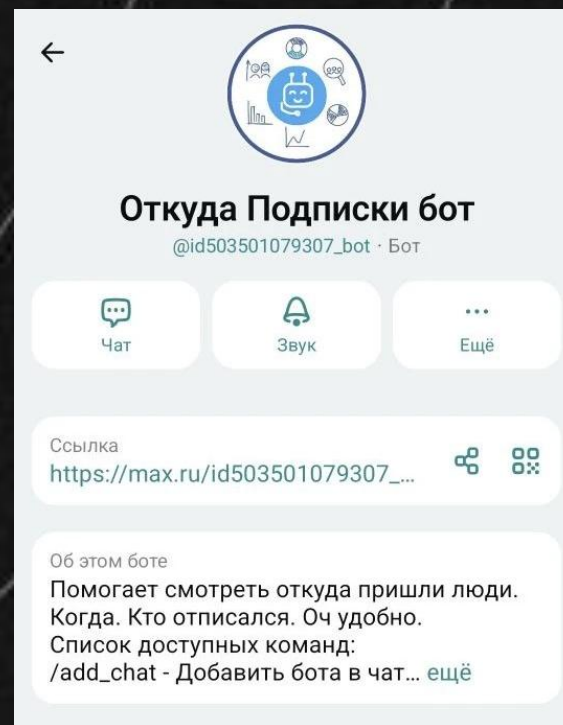 Откуда Подписки бот
@id503501079307_bot · Бот
Чат
Звук
Ещё
Ссылка
https://max.ru/id503501079307_...
Об этом боте
Помогает смотреть откуда пришли люди.
Когда. Кто отписался. Оч удобно.
Список доступных команд:
/add_chat - Добавить бота в чат... ещё